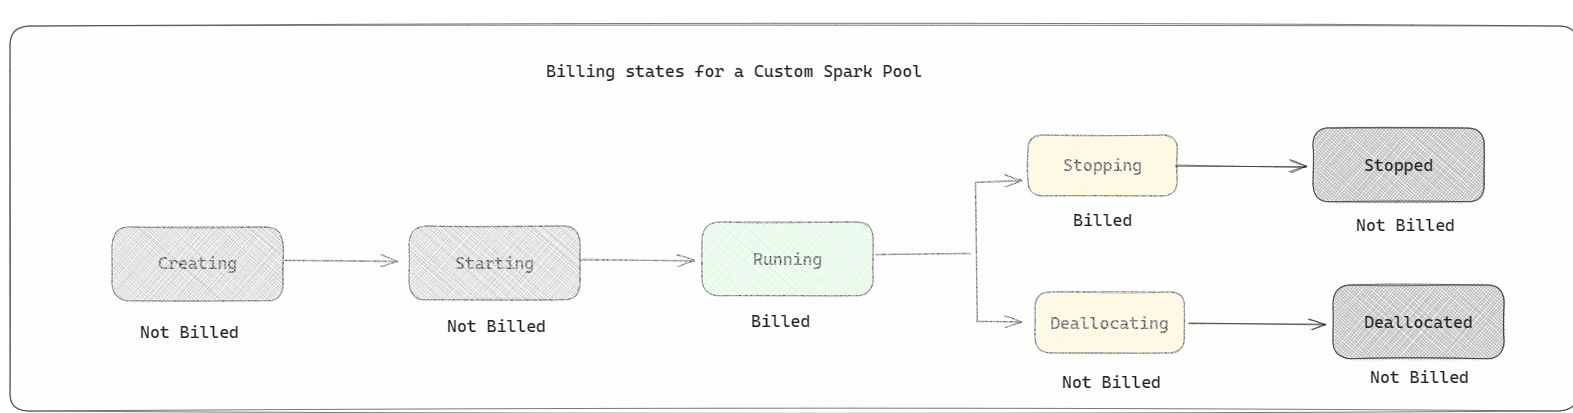 Billing states for a Custom Spark Pool
Creating
Not Billed
Starting
Not Billed
Running
Billed
Stopping
Billed
Stopped
Not Billed
Deallocating
Not Billed
Deallocated
Not Billed